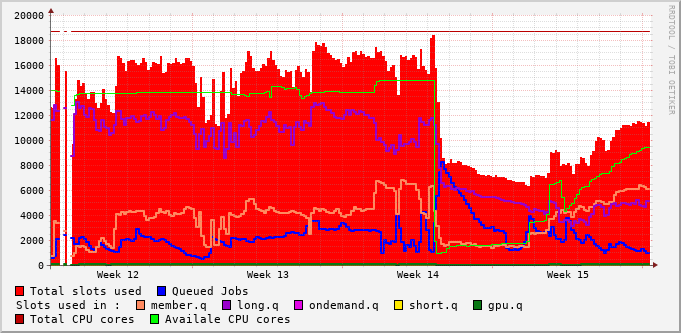 20000
18000
16000
14000
12000
10000
8000
6000
4000
2000
0
Week 12 Week 13 Week 14 Week 15
RRDTOOL / TOBI OETIKER
Total slots used Queued Jobs
Slots used in : member.q long.q ondemand.q short.q gpu.q
Total CPU cores Availale CPU cores